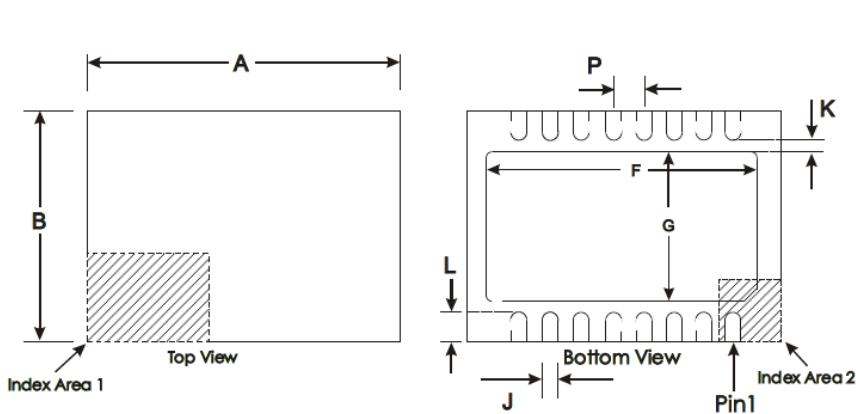 A
P
K
B
F
G
L
Top View
Bottom View
Index Area 1
Index Area 2
J
Pin1